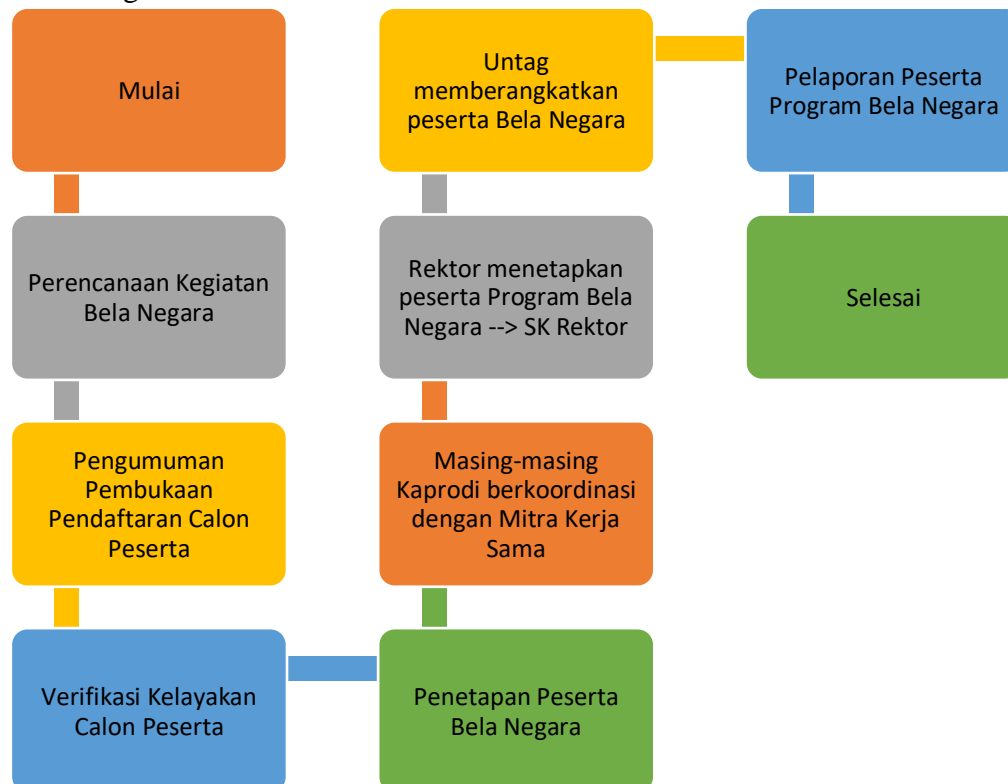 Mulai
Perencanaan Kegiatan
Bela Negara
Pengumuman
Pembukaan
Pendaftaran Calon
Peserta
Verifikasi Kelayakan
Calon Peserta
Penetapan Peserta
Bela Negara
Masing-masing
Kaprodi berkoordinasi
dengan Mitra Kerja
Sama
Rektor menetapkan
peserta Program Bela
Negara --> SK Rektor
Untag
memberangkatkan
peserta Bela Negara
Pelaporan Peserta
Program Bela Negara
Selesai